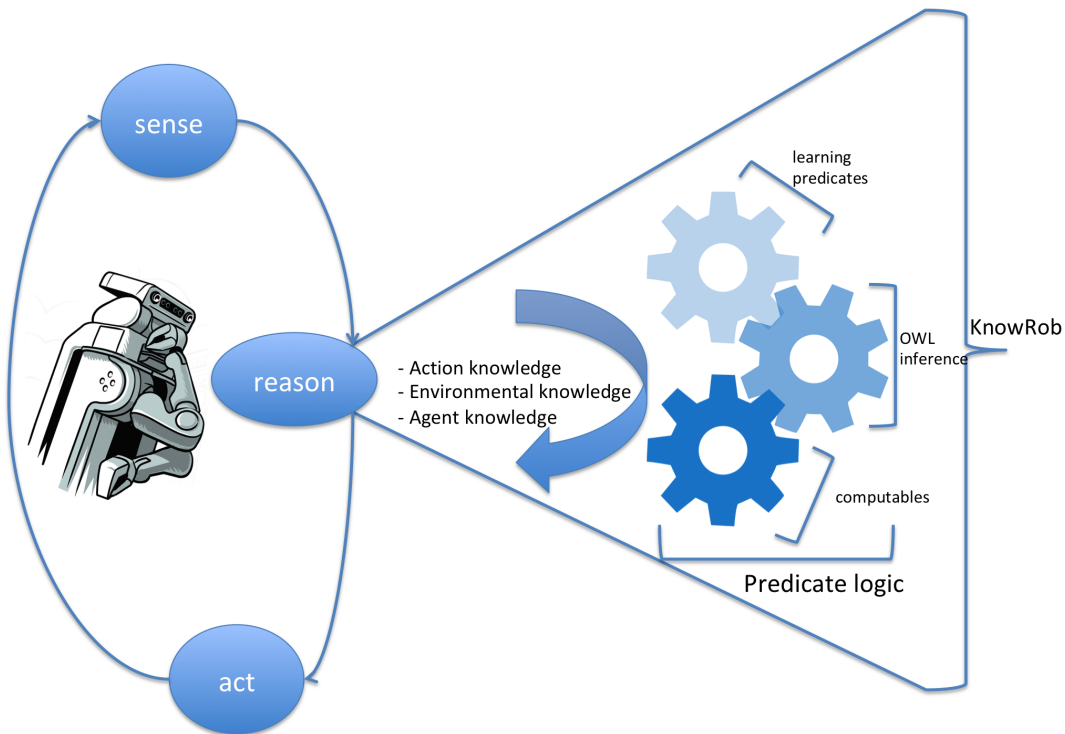 sense
reason
act
- Action knowledge
- Environmental knowledge
- Agent knowledge
learning
predicates
OWL
inference
computables
Predicate logic
KnowRob